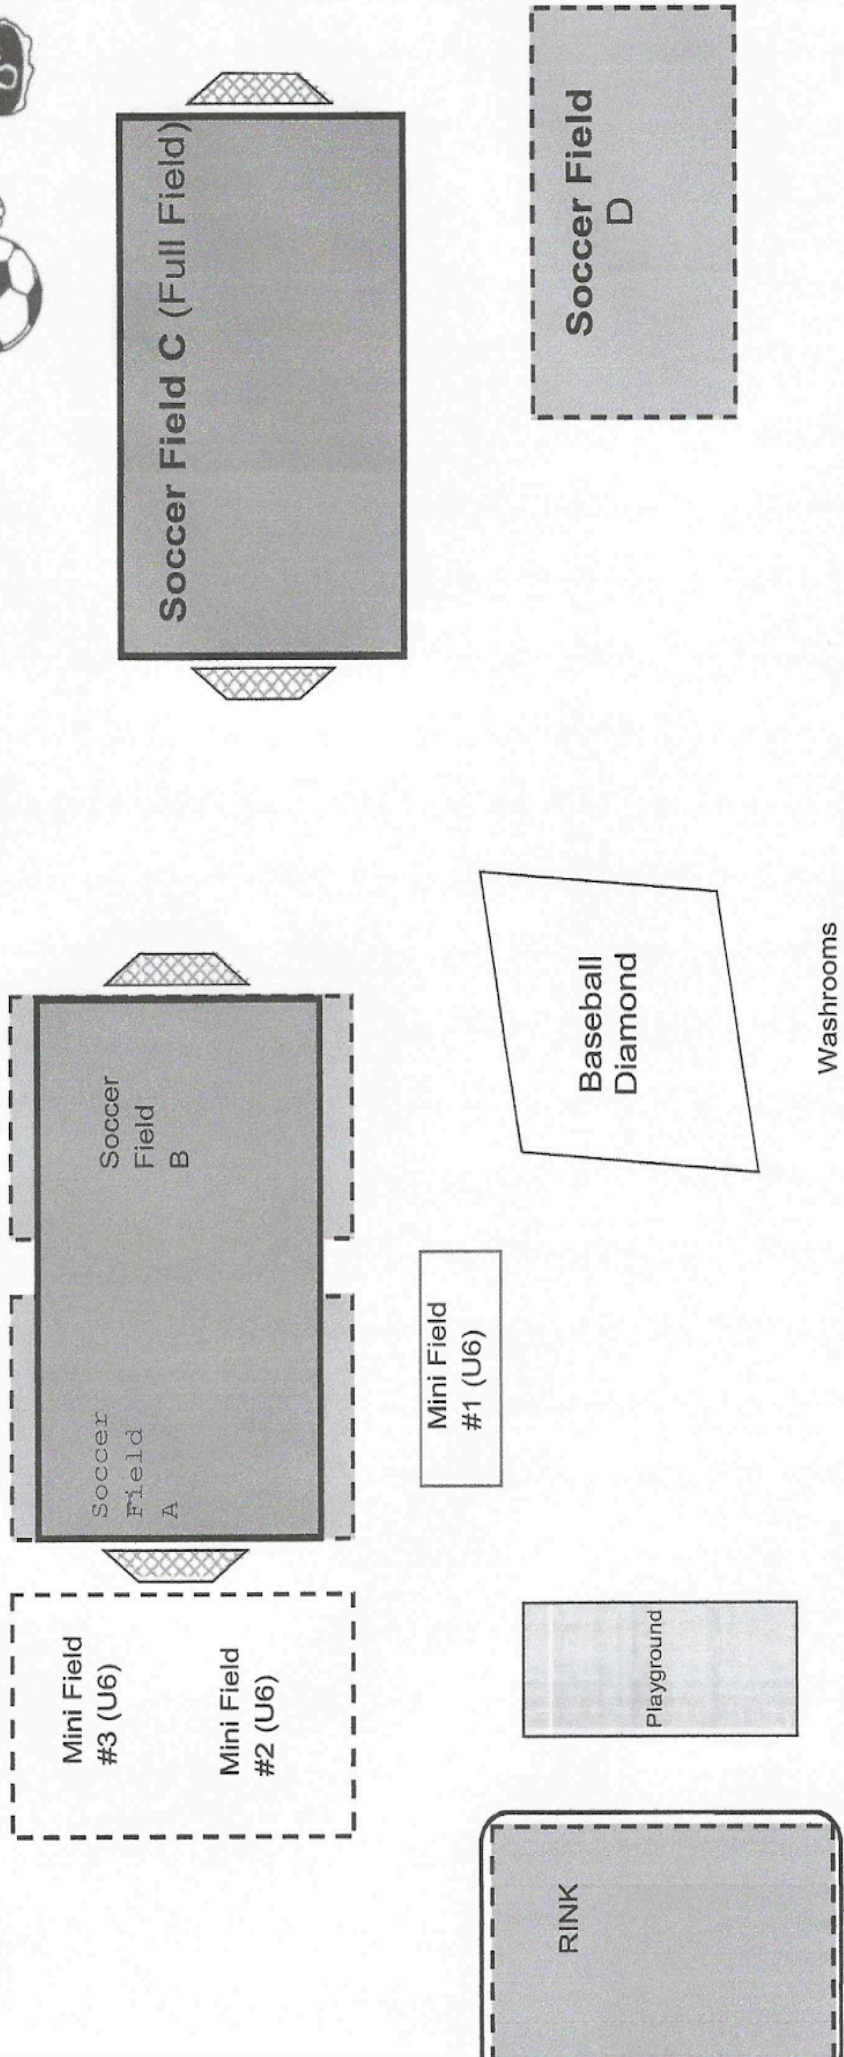 Soccer Field C (Full Field)
Soccer Field
D
Soccer
Field
B
Soccer
Field
A
Baseball
Diamond
Washrooms
Mini Field
#1 (U6)
Mini Field
#3 (U6)
Mini Field
#2 (U6)
Playground
RINK